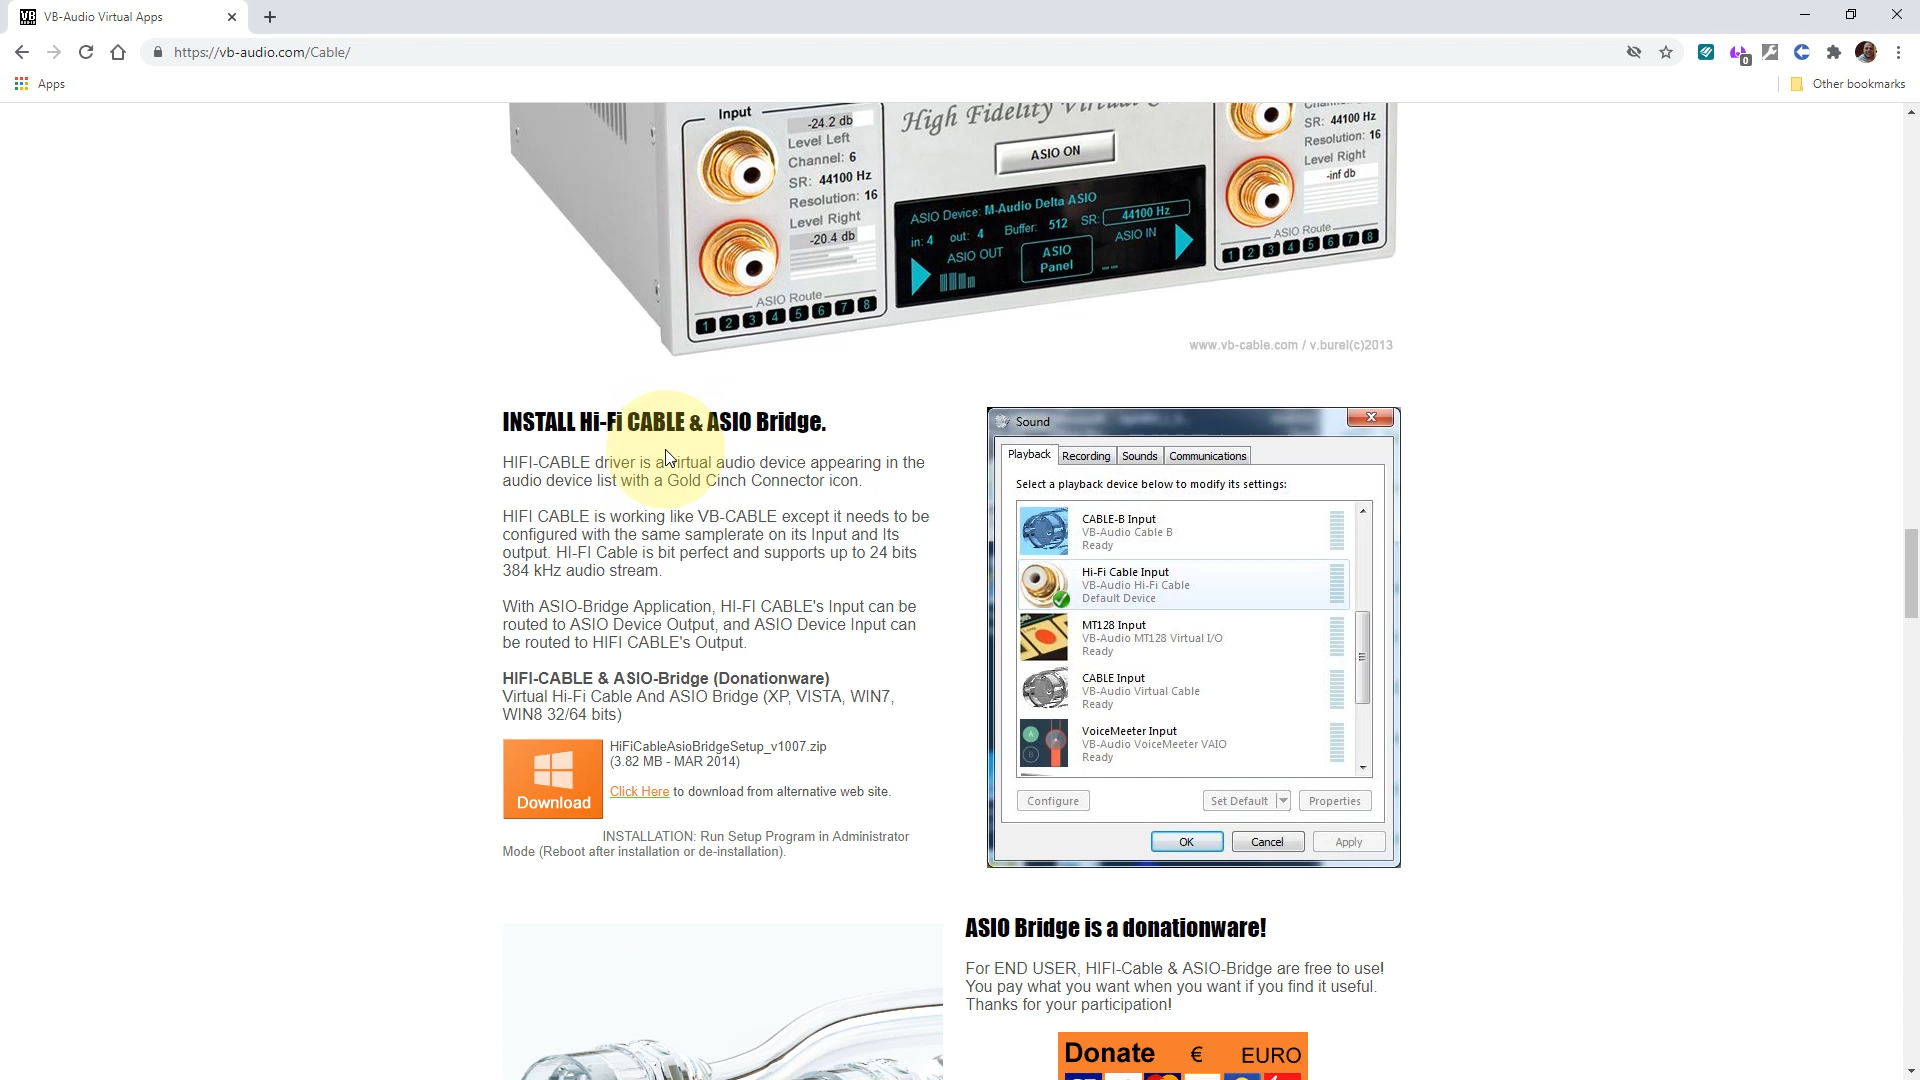 VB-Audio Virtual Apps
https://vb-audio.com/Cable/
0
Apps
Other bookmarks
Input
-24.2 db
Level Left
Channel: 6
SR: 44100 Hz
Resolution: 16
Level Right
-20.4 db
ASIO Route
1 2 3 4 5 6 7 8
High Fidelity Virtual
ASIO ON
ASIO Device: M-Audio Delta ASIO
in: 4 out: 4 Buffer: 512 SR: 44100 Hz
ASIO OUT
ASIO Panel
ASIO IN
SR: 44100 Hz
Resolution: 16
Level Right
-inf db
ASIO Route
1 2 3 4 5 6 7 8
www.vb-cable.com / v.burel(c)2013
INSTALL Hi-Fi CABLE & ASIO Bridge.
HIFI-CABLE driver is a virtual audio device appearing in the
audio device list with a Gold Cinch Connector icon.
HIFI CABLE is working like VB-CABLE except it needs to be
configured with the same samplerate on its Input and Its
output. HI-FI Cable is bit perfect and supports up to 24 bits
384 kHz audio stream.
With ASIO-Bridge Application, HI-FI CABLE's Input can be
routed to ASIO Device Output, and ASIO Device Input can
be routed to HIFI CABLE's Output.
HIFI-CABLE & ASIO-Bridge (Donationware)
Virtual Hi-Fi Cable And ASIO Bridge (XP, VISTA, WIN7,
WIN8 32/64 bits)
Download
HiFiCableAsioBridgeSetup_v1007.zip
(3.82 MB - MAR 2014)
Click Here to download from alternative web site.
INSTALLATION: Run Setup Program in Administrator
Mode (Reboot after installation or de-installation).
Sound
Playback Recording Sounds Communications
Select a playback device below to modify its settings:
CABLE-B Input
VB-Audio Cable B
Ready
Hi-Fi Cable Input
VB-Audio Hi-Fi Cable
Default Device
MT128 Input
VB-Audio MT128 Virtual I/O
Ready
CABLE Input
VB-Audio Virtual Cable
Ready
VoiceMeeter Input
VB-Audio VoiceMeeter VAIO
Ready
Configure Set Default Properties
OK Cancel Apply
ASIO Bridge is a donationware!
For END USER, HIFI-Cable & ASIO-Bridge are free to use!
You pay what you want when you want if you find it useful.
Thanks for your participation!
Donate € EURO